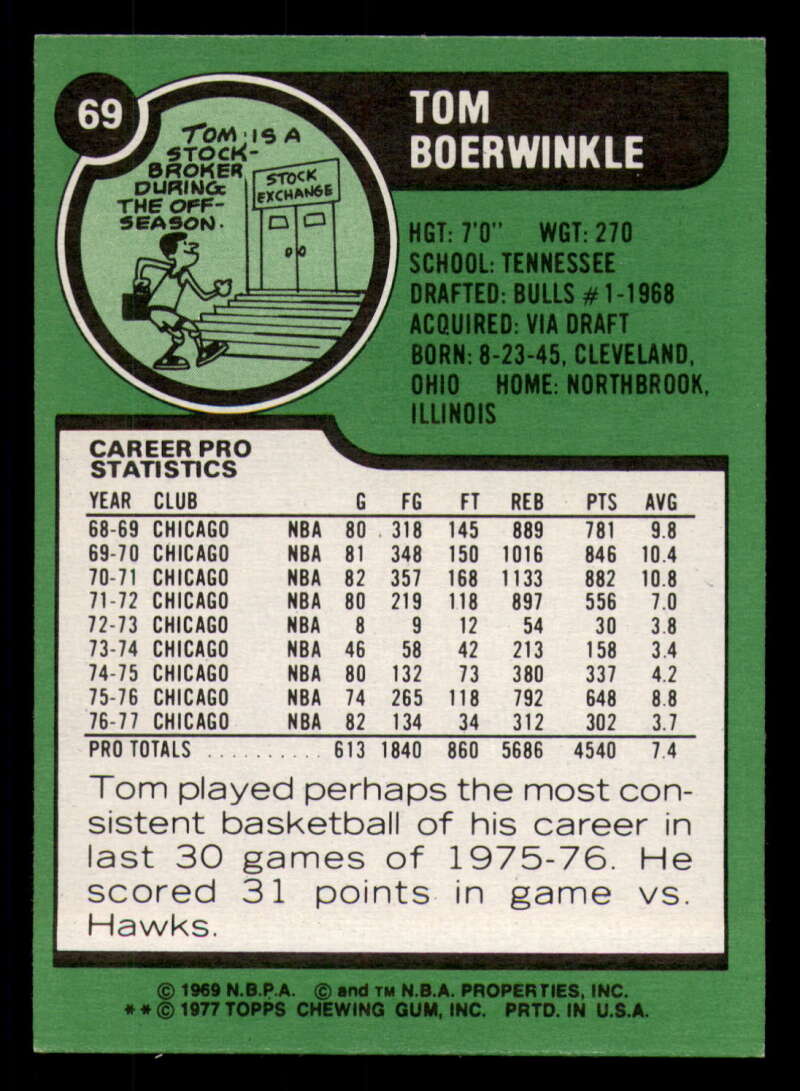 69
TOM IS A
STOCK-
BROKER
DURING
THE OFF-
SEASON.
STOCK
EXCHANGE
TOM
BOERWINKLE
HGT: 7'0" WGT: 270
SCHOOL: TENNESSEE
DRAFTED: BULLS #1-1968
ACQUIRED: VIA DRAFT
BORN: 8-23-45, CLEVELAND,
OHIO HOME: NORTHBROOK,
ILLINOIS
CAREER PRO
STATISTICS
YEAR CLUB G FG FT REB PTS AVG
68-69 CHICAGO NBA 80 318 145 889 781 9.8
69-70 CHICAGO NBA 81 348 150 1016 846 10.4
70-71 CHICAGO NBA 82 357 168 1133 882 10.8
71-72 CHICAGO NBA 80 219 118 897 556 7.0
72-73 CHICAGO NBA 8 9 12 54 30 3.8
73-74 CHICAGO NBA 46 58 42 213 158 3.4
74-75 CHICAGO NBA 80 132 73 380 337 4.2
75-76 CHICAGO NBA 74 265 118 792 648 8.8
76-77 CHICAGO NBA 82 134 34 312 302 3.7
PRO TOTALS .......... 613 1840 860 5686 4540 7.4
Tom played perhaps the most con-
sistent basketball of his career in
last 30 games of 1975-76. He
scored 31 points in game vs.
Hawks.
© 1969 N.B.P.A. © and TM N.B.A. PROPERTIES, INC.
**© 1977 TOPPS CHEWING GUM, INC. PRTD. IN U.S.A.